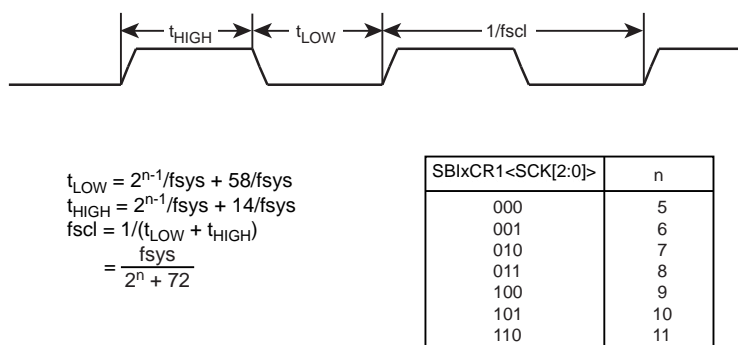 tHIGH tLOW 1/fscl
tLOW = 2n-1/fsys + 58/fsys
tHIGH = 2n-1/fsys + 14/fsys
fscl = 1/(tLOW + tHIGH)
= fsys
2n + 72
SBIxCR1<SCK[2:0]> n
000 5
001 6
010 7
011 8
100 9
101 10
110 11